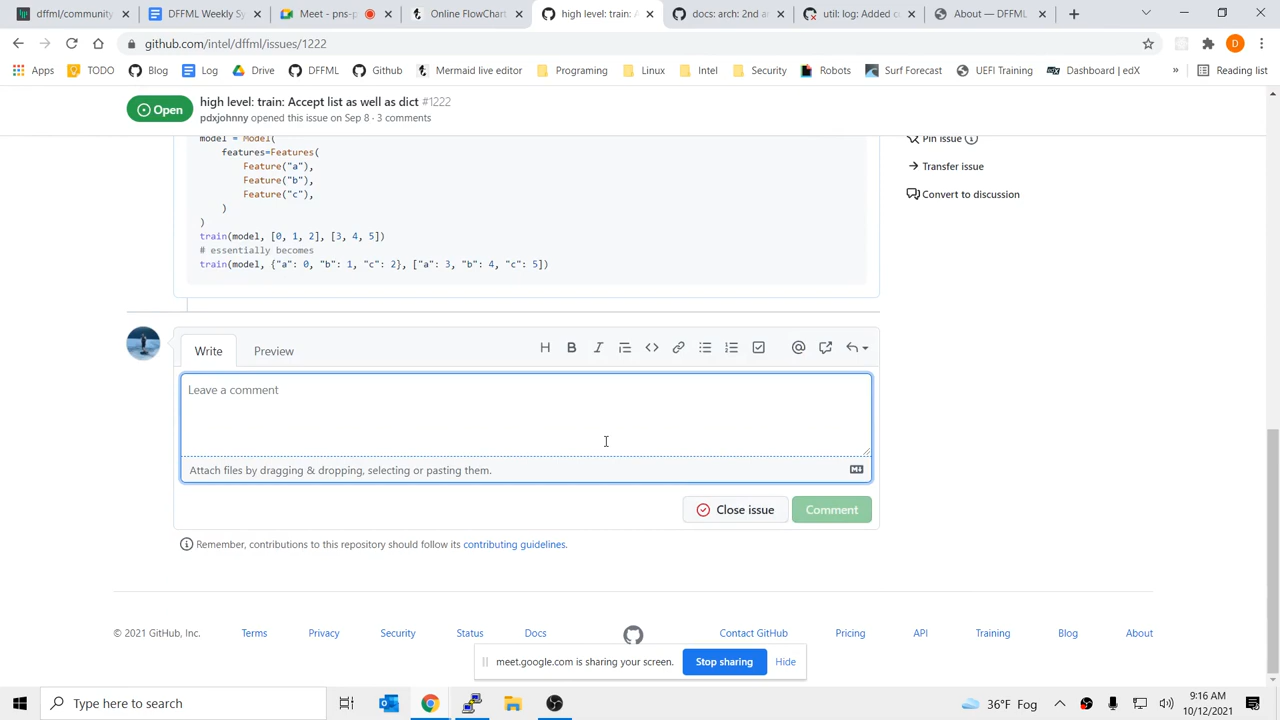 dffml/communi
DFFML Weekly Sy
Meet - pns-p
Online FlowChart
high level: train: A
docs: arch: 2nd an
util: log: Added c
About — DFFML
github.com/intel/dffml/issues/1222
Apps
TODO
Blog
Log
Drive
DFFML
Github
Mermaid live editor
Programing
Linux
Intel
Security
Robots
Surf Forecast
UEFI Training
Dashboard | edX
»
Reading list
Open
high level: train: Accept list as well as dict #1222
pdxjohnny opened this issue on Sep 8 · 3 comments
model = Model(
features=Features(
Feature("a"),
Feature("b"),
Feature("c"),
)
)
train(model, [0, 1, 2], [3, 4, 5])
# essentially becomes
train(model, {"a": 0, "b": 1, "c": 2}, ["a": 3, "b": 4, "c": 5])
Pin issue
Transfer issue
Convert to discussion
Write
Preview
H B I @
Leave a comment
Attach files by dragging & dropping, selecting or pasting them.
Close issue
Comment
Remember, contributions to this repository should follow its contributing guidelines.
© 2021 GitHub, Inc.
Terms
Privacy
Security
Status
Docs
Contact GitHub
Pricing
API
Training
Blog
About
meet.google.com is sharing your screen.
Stop sharing
Hide
Type here to search
36°F Fog
9:16 AM
10/12/2021